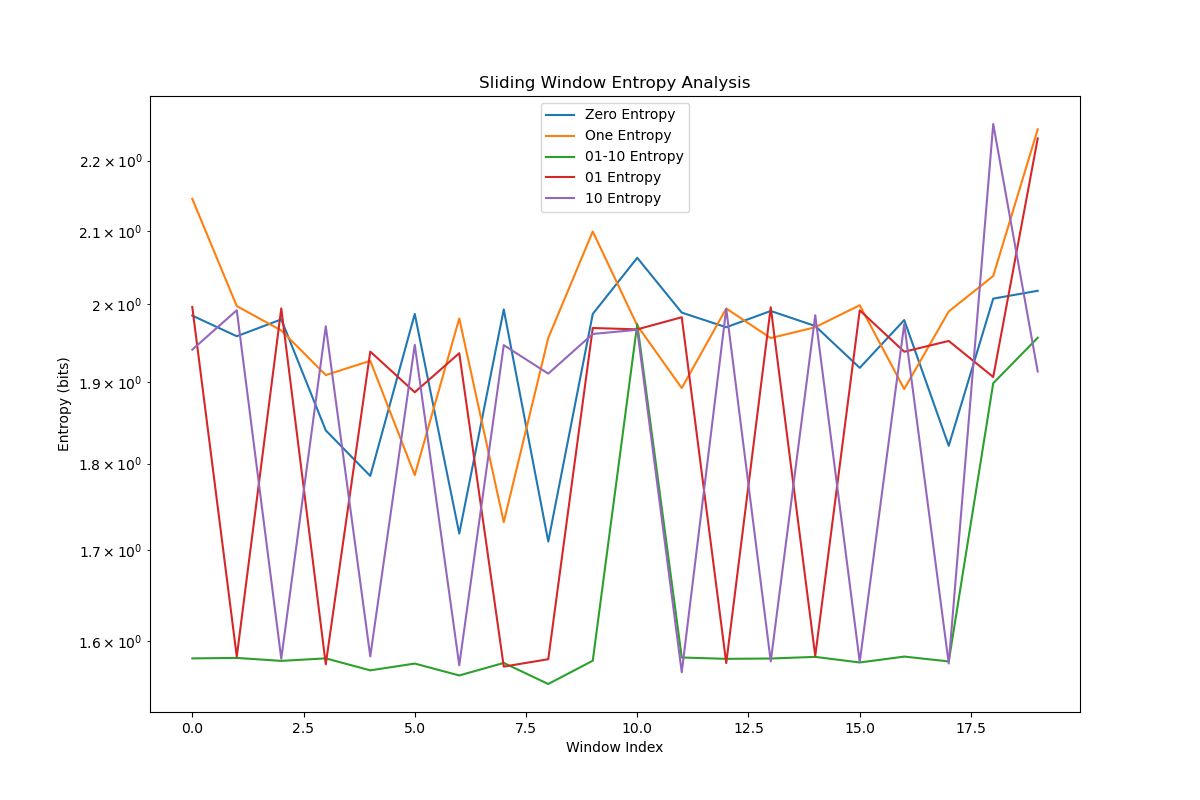 Sliding Window Entropy Analysis
Zero Entropy
One Entropy
01-10 Entropy
01 Entropy
10 Entropy
2.2 × 10⁰
2.1 × 10⁰
2 × 10⁰
1.9 × 10⁰
1.8 × 10⁰
1.7 × 10⁰
1.6 × 10⁰
Entropy (bits)
0.0 2.5 5.0 7.5 10.0 12.5 15.0 17.5
Window Index